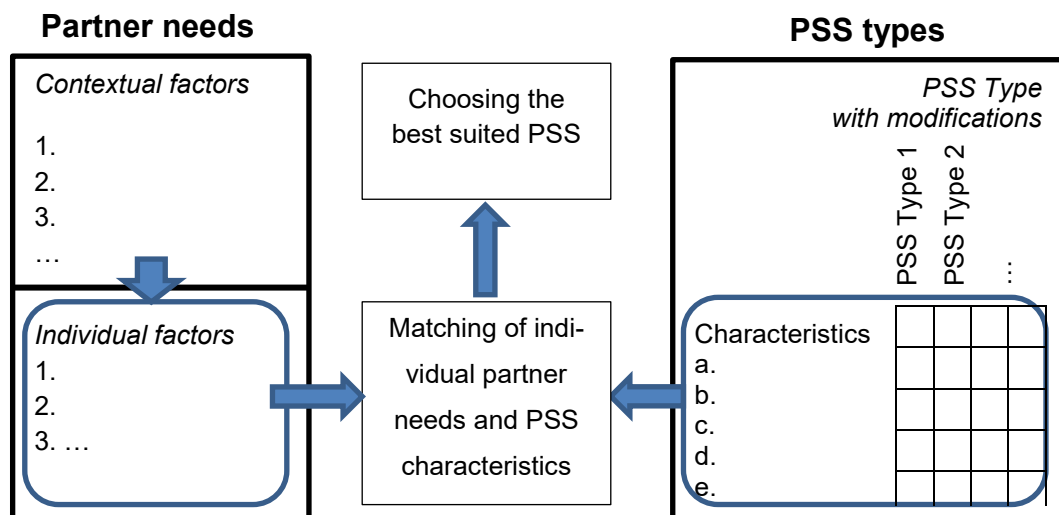 Partner needs
Contextual factors
1.
2.
3.
…
Individual factors
1.
2.
3. …
Choosing the
best suited PSS
Matching of indi-
vidual partner
needs and PSS
characteristics
PSS types
PSS Type
with modifications
PSS Type 1
PSS Type 2
…
Characteristics
a.
b.
c.
d.
e.